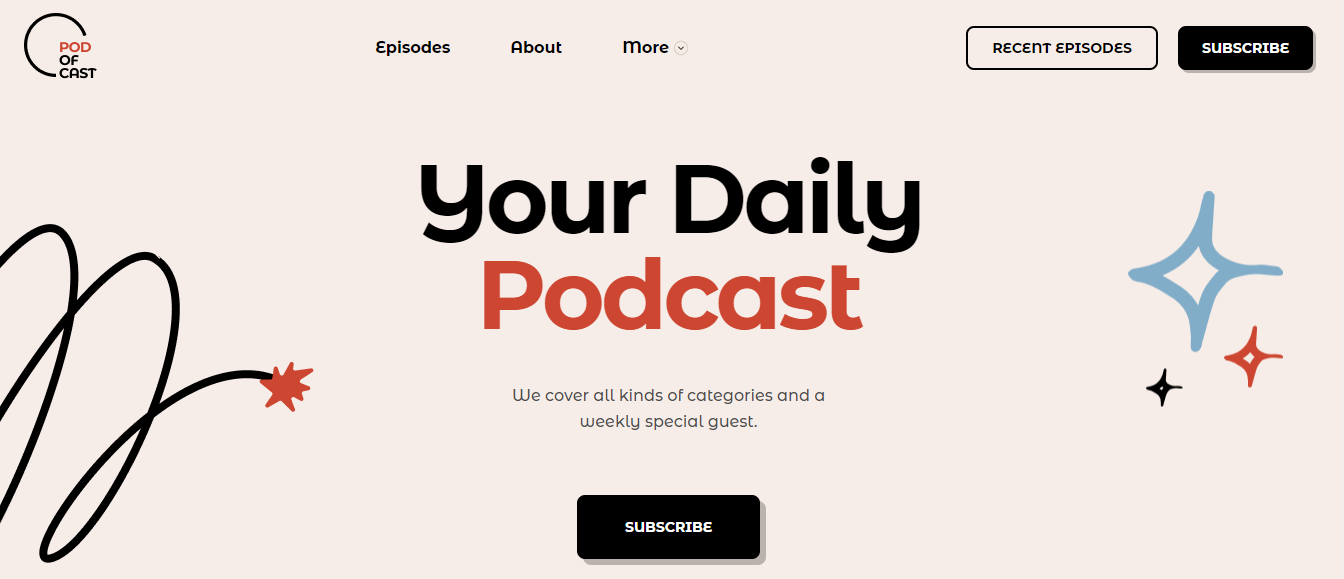 POD
OF
CAST
Episodes
About
More
RECENT EPISODES
SUBSCRIBE
Your Daily
Podcast
We cover all kinds of categories and a
weekly special guest.
SUBSCRIBE